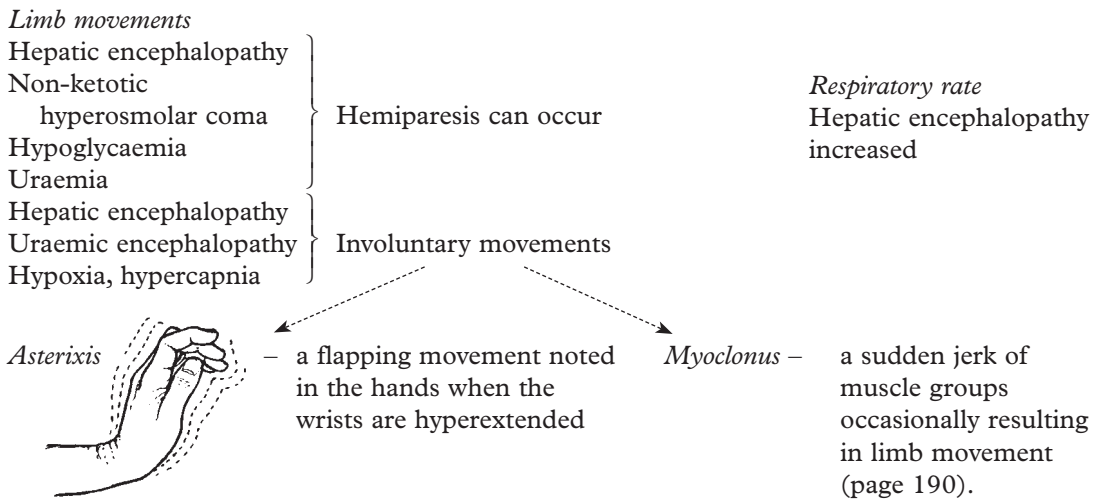 Limb movements
Hepatic encephalopathy
Non-ketotic
hyperosmolar coma
Hypoglycaemia
Uraemia
Hemiparesis can occur
Respiratory rate
Hepatic encephalopathy
increased
Hepatic encephalopathy
Uraemic encephalopathy
Hypoxia, hypercapnia
Involuntary movements
Asterixis
– a flapping movement noted
in the hands when the
wrists are hyperextended
Myoclonus – a sudden jerk of
muscle groups
occasionally resulting
in limb movement
(page 190).